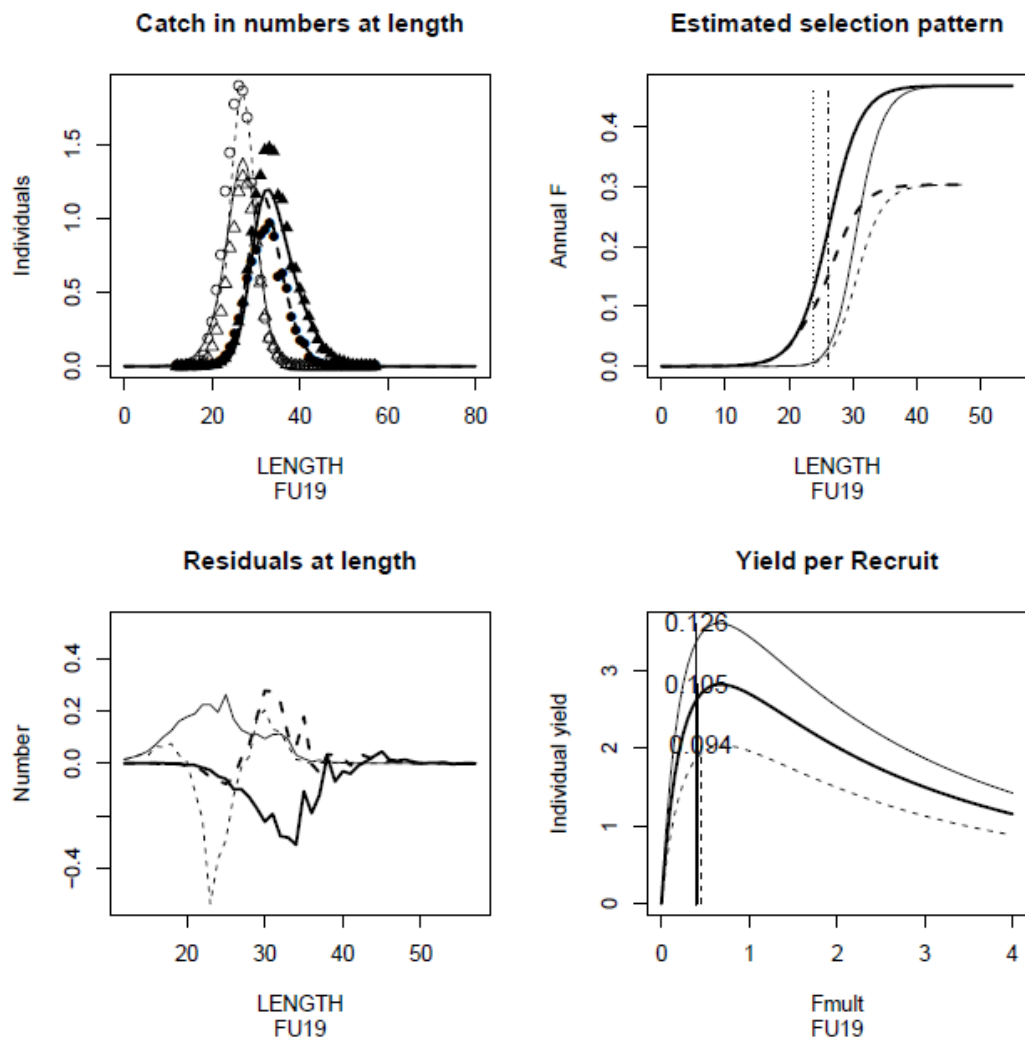 Catch in numbers at length
Individuals
0.0 0.5 1.0 1.5
0 20 40 60 80
LENGTH
FU19
Estimated selection pattern
Annual F
0.0 0.1 0.2 0.3 0.4
0 10 20 30 40 50
LENGTH
FU19
Residuals at length
Number
−0.4 0.0 0.2 0.4
20 30 40 50
LENGTH
FU19
Yield per Recruit
Individual yield
0 1 2 3
0.126
0.105
0.094
0 1 2 3 4
Fmult
FU19